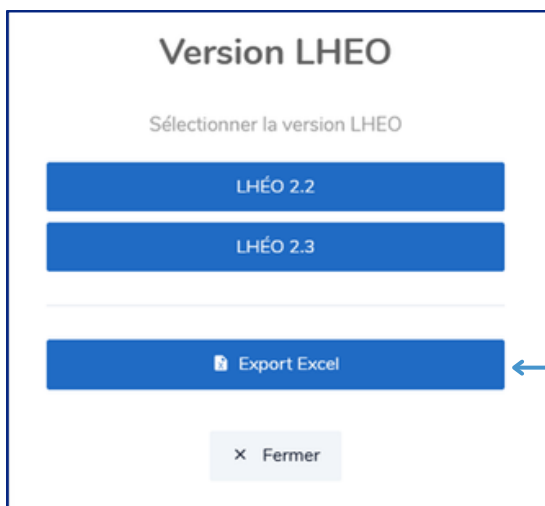 Version LHEO
Sélectionner la version LHEO
LHÉO 2.2
LHÉO 2.3
Export Excel
× Fermer